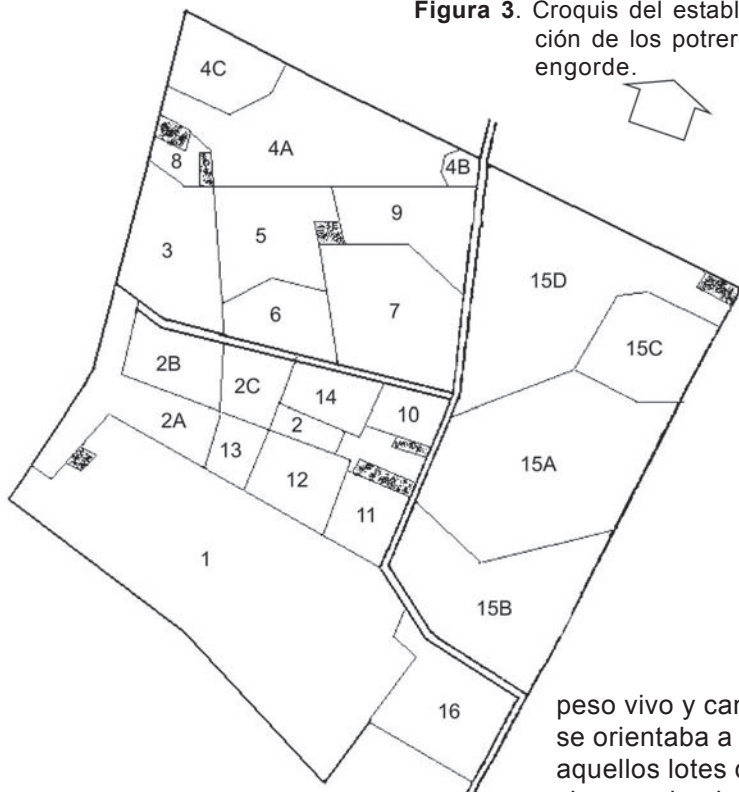 Figura 3. Croquis del establ
ción de los potrer
engorde.
4C
4A
4B
8
9
5
3
15D
6
7
15C
2B
2C
14
10
2A
2
13
15A
12
11
1
15B
16
peso vivo y car
se orientaba a
aquellos lotes